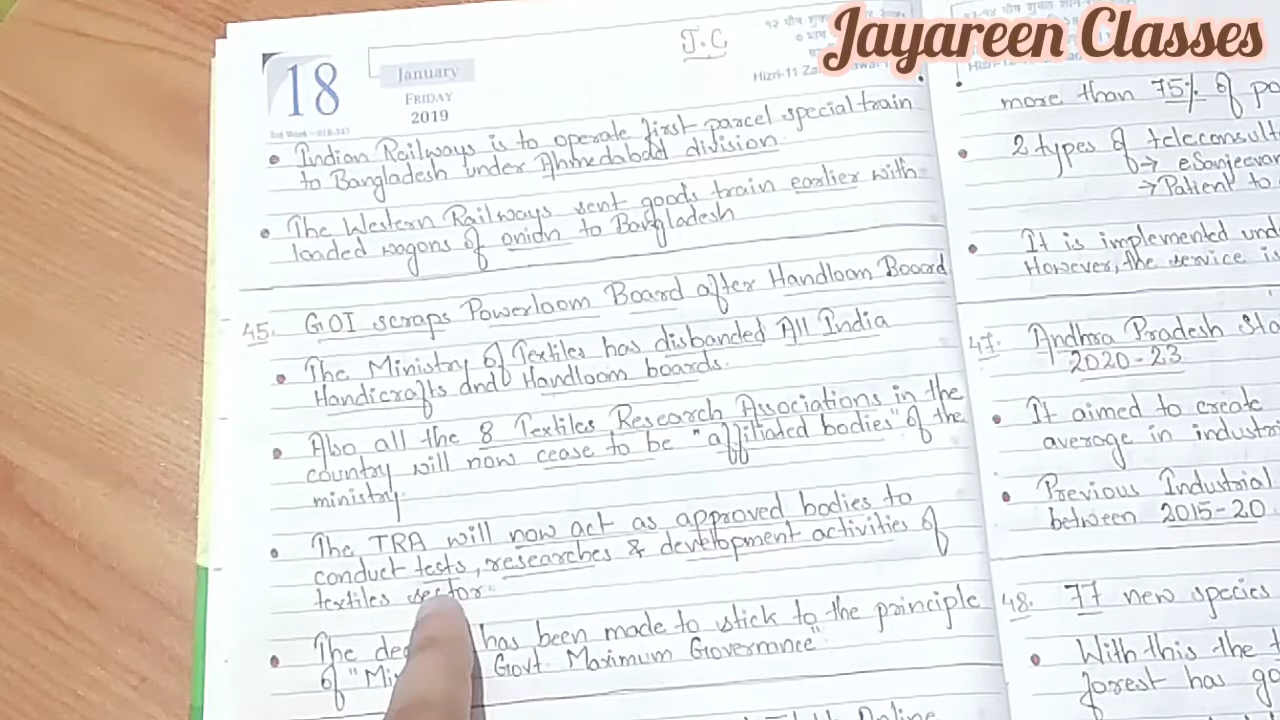 Jayareen Classes
18
January
FRIDAY
2019
J.C
Hizri-11
• Indian Railways is to operate first parcel special train
to Bangladesh under Ahmedabad division
• The Western Railways sent goods train earlier with
loaded wagons of onion to Bangladesh
45. GOI scraps Powerloom Board after Handloom Booard
• The Ministry of Textiles has disbanded All India
Handicrafts and Handloom boards.
• Also all the 8 Textiles Research Associations in the
country will now cease to be "affiliated bodies" of the
ministry.
• The TRA will now act as approved bodies to
conduct tests, researches & development activities of
textiles sector.
• The has been made to stick to the principle
of Govt Maximum Governance"
Online
more than 75% of
• 2 types of
→
→ Patient to
• It is implemented
However, the service is
47. Andhra Pradesh
2020-23
• It aimed to create
average in
• Previous Industrial
between 2015-20
48. 77 new species
• With this the
forest has